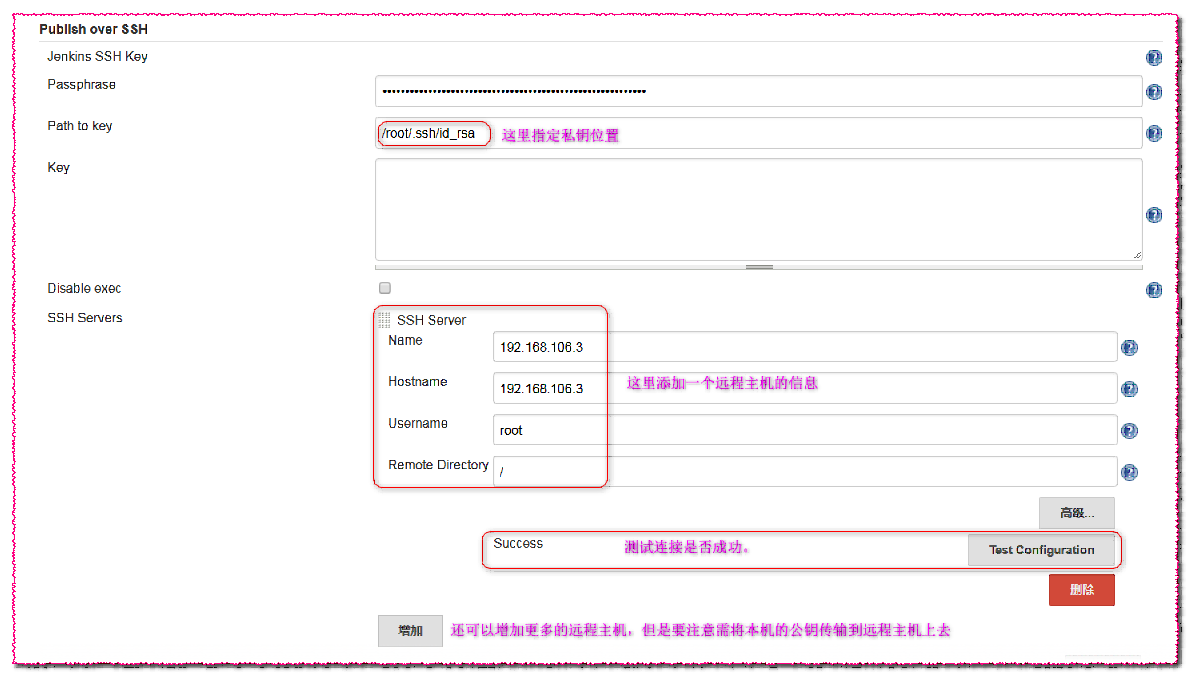 Publish over SSH
Jenkins SSH Key
Passphrase
••••••••••••••••••••••••••••••••••••••••••••••••••••••••••
Path to key
/root/.ssh/id_rsa 这里指定私钥位置
Key
Disable exec
SSH Servers
SSH Server
Name
192.168.106.3
Hostname
192.168.106.3 这里添加一个远程主机的信息
Username
root
Remote Directory
/
高级...
Success 测试连接是否成功。 Test Configuration
删除
增加 还可以增加更多的远程主机，但是要注意需将本机的公钥传输到远程主机上去